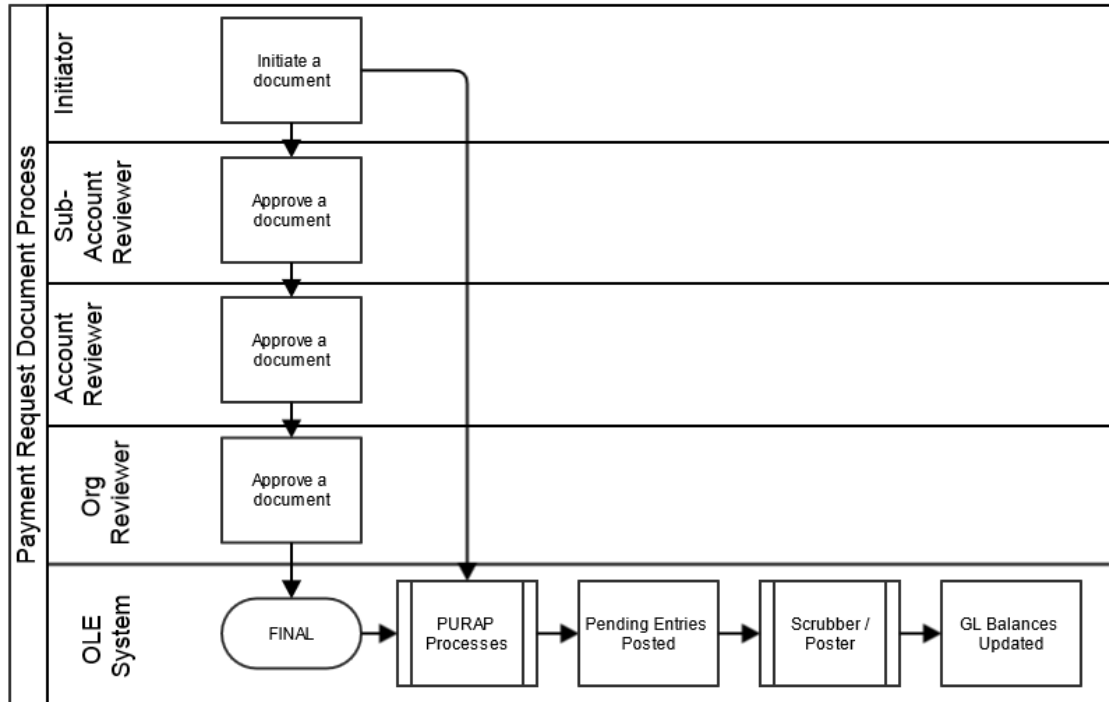 Payment Request Document Process
Initiator
Initiate a
document
Sub-
Account
Reviewer
Approve a
document
Account
Reviewer
Approve a
document
Org
Reviewer
Approve a
document
OLE
System
FINAL
PURAP
Processes
Pending Entries
Posted
Scrubber /
Poster
GL Balances
Updated